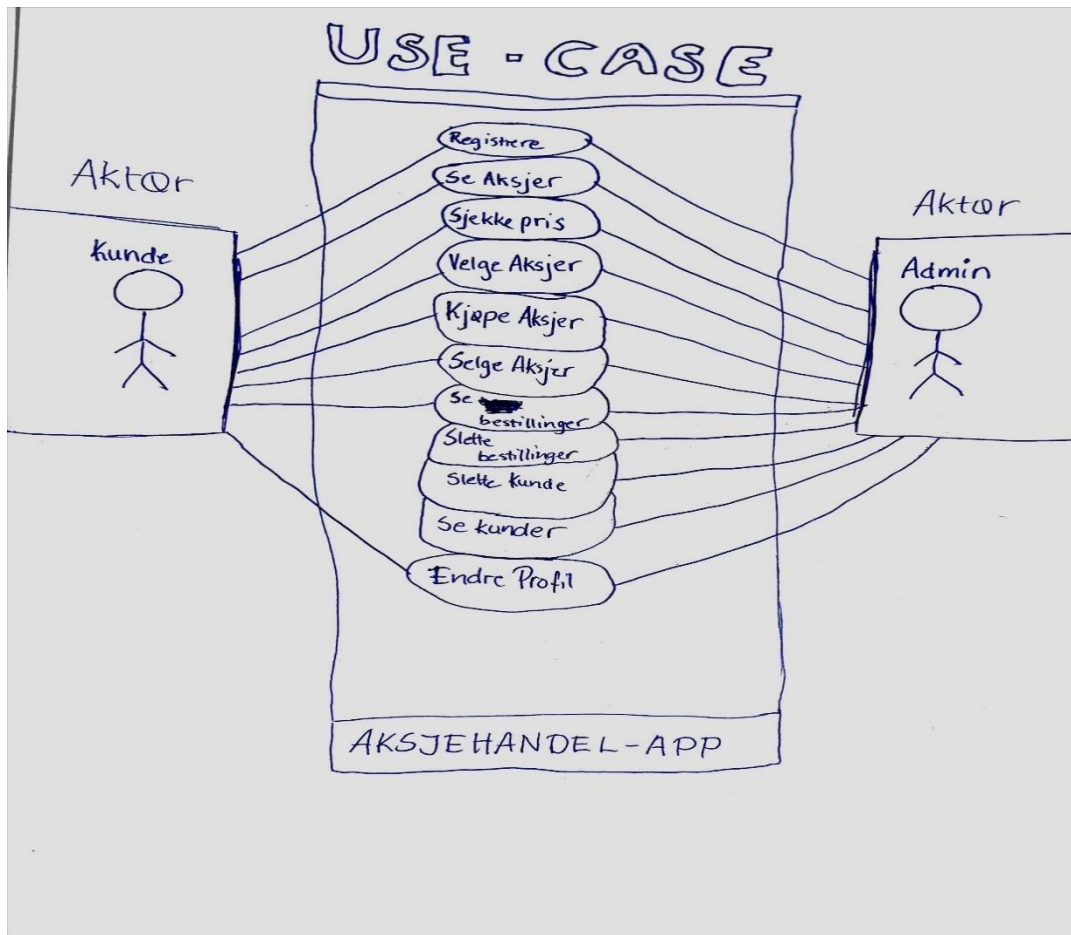 USE - CASE
Aktør
Kunde
Registrere
Se Aksjer
Sjekke pris
Velge Aksjer
Kjøpe Aksjer
Selge Aksjer
Se
bestillinger
Slette
bestillinger
Slette kunde
Se kunder
Endre Profil
Aktør
Admin
AKSJEHANDEL-APP